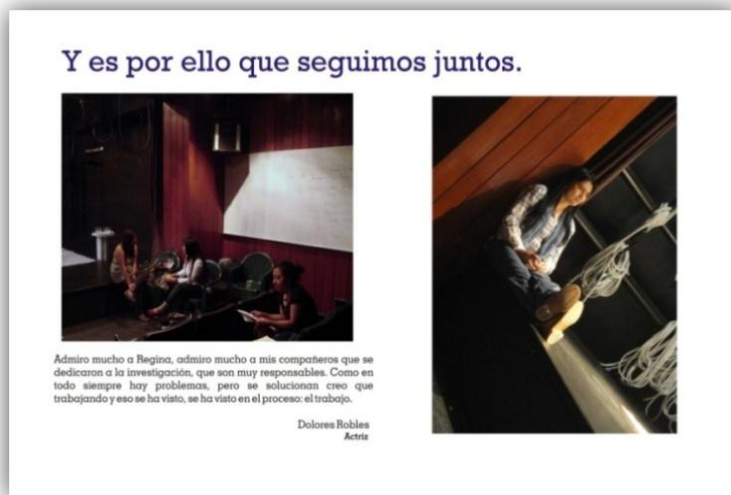 Y es por ello que seguimos juntos.
Admiro mucho a Regina, admiro mucho a mis compañeros que se
dedicaron a la investigación, que son muy responsables. Como en
todo siempre hay problemas, pero se solucionan creo que
trabajando y eso se ha visto, se ha visto en el proceso: el trabajo.
Dolores Robles
Actriz